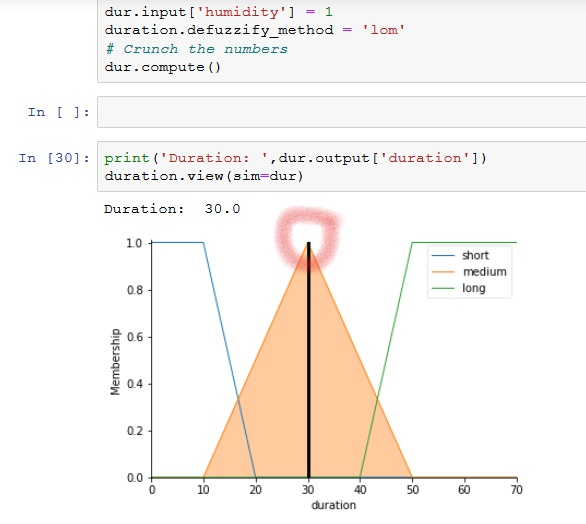 dur.input['humidity'] = 1
duration.defuzzify_method = 'lom'
# Crunch the numbers
dur.compute()
In [ ]:
In [30]: print('Duration: ',dur.output['duration'])
duration.view(sim=dur)
Duration:  30.0
short
medium
long
1.0
0.8
0.6
0.4
0.2
0.0
Membership
0 10 20 30 40 50 60 70
duration